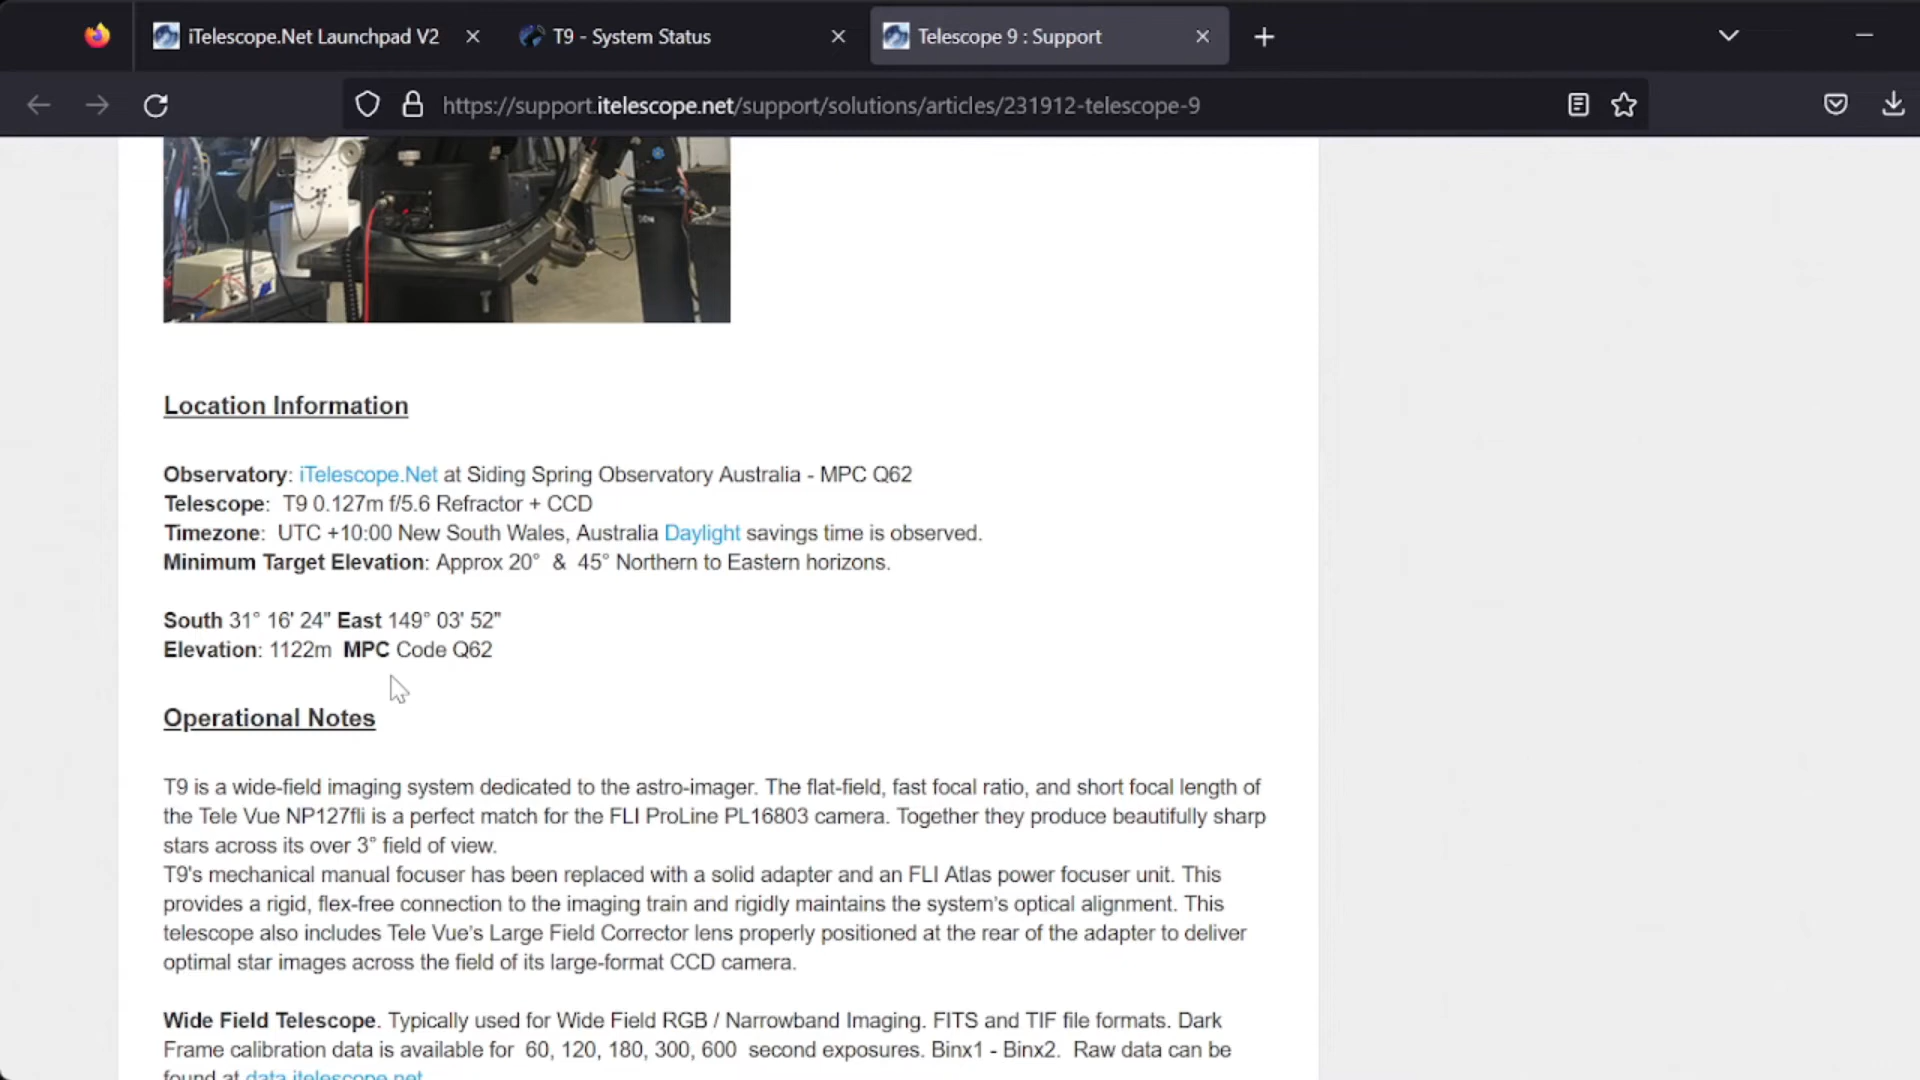 iTelescope.Net Launchpad V2
T9 - System Status
Telescope 9 : Support
https://support.itelescope.net/support/solutions/articles/231912-telescope-9
Location Information
Observatory: iTelescope.Net at Siding Spring Observatory Australia - MPC Q62
Telescope: T9 0.127m f/5.6 Refractor + CCD
Timezone: UTC +10:00 New South Wales, Australia Daylight savings time is observed.
Minimum Target Elevation: Approx 20° & 45° Northern to Eastern horizons.
South 31° 16' 24" East 149° 03' 52"
Elevation: 1122m MPC Code Q62
Operational Notes
T9 is a wide-field imaging system dedicated to the astro-imager. The flat-field, fast focal ratio, and short focal length of
the Tele Vue NP127fli is a perfect match for the FLI ProLine PL16803 camera. Together they produce beautifully sharp
stars across its over 3° field of view.
T9's mechanical manual focuser has been replaced with a solid adapter and an FLI Atlas power focuser unit. This
provides a rigid, flex-free connection to the imaging train and rigidly maintains the system's optical alignment. This
telescope also includes Tele Vue's Large Field Corrector lens properly positioned at the rear of the adapter to deliver
optimal star images across the field of its large-format CCD camera.
Wide Field Telescope. Typically used for Wide Field RGB / Narrowband Imaging. FITS and TIF file formats. Dark
Frame calibration data is available for 60, 120, 180, 300, 600 second exposures. Binx1 - Binx2. Raw data can be
found at data.itelescope.net